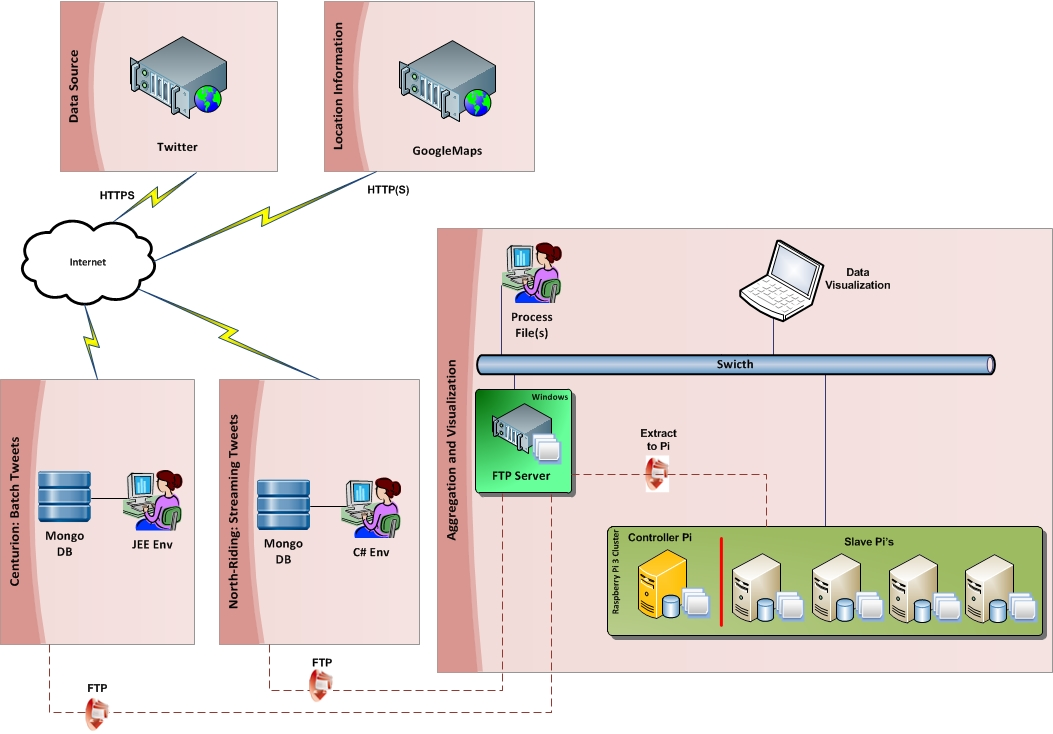 Data Source
Twitter
Location Information
GoogleMaps
HTTPS
HTTP(S)
Internet
Aggregation and Visualization
Process
File(s)
Data
Visualization
Swicth
Windows
FTP Server
Extract
to Pi
Raspberry Pi 3 Cluster
Controller Pi
Slave Pi's
Centurion: Batch Tweets
Mongo
DB
JEE Env
North-Riding: Streaming Tweets
Mongo
DB
C# Env
FTP
FTP